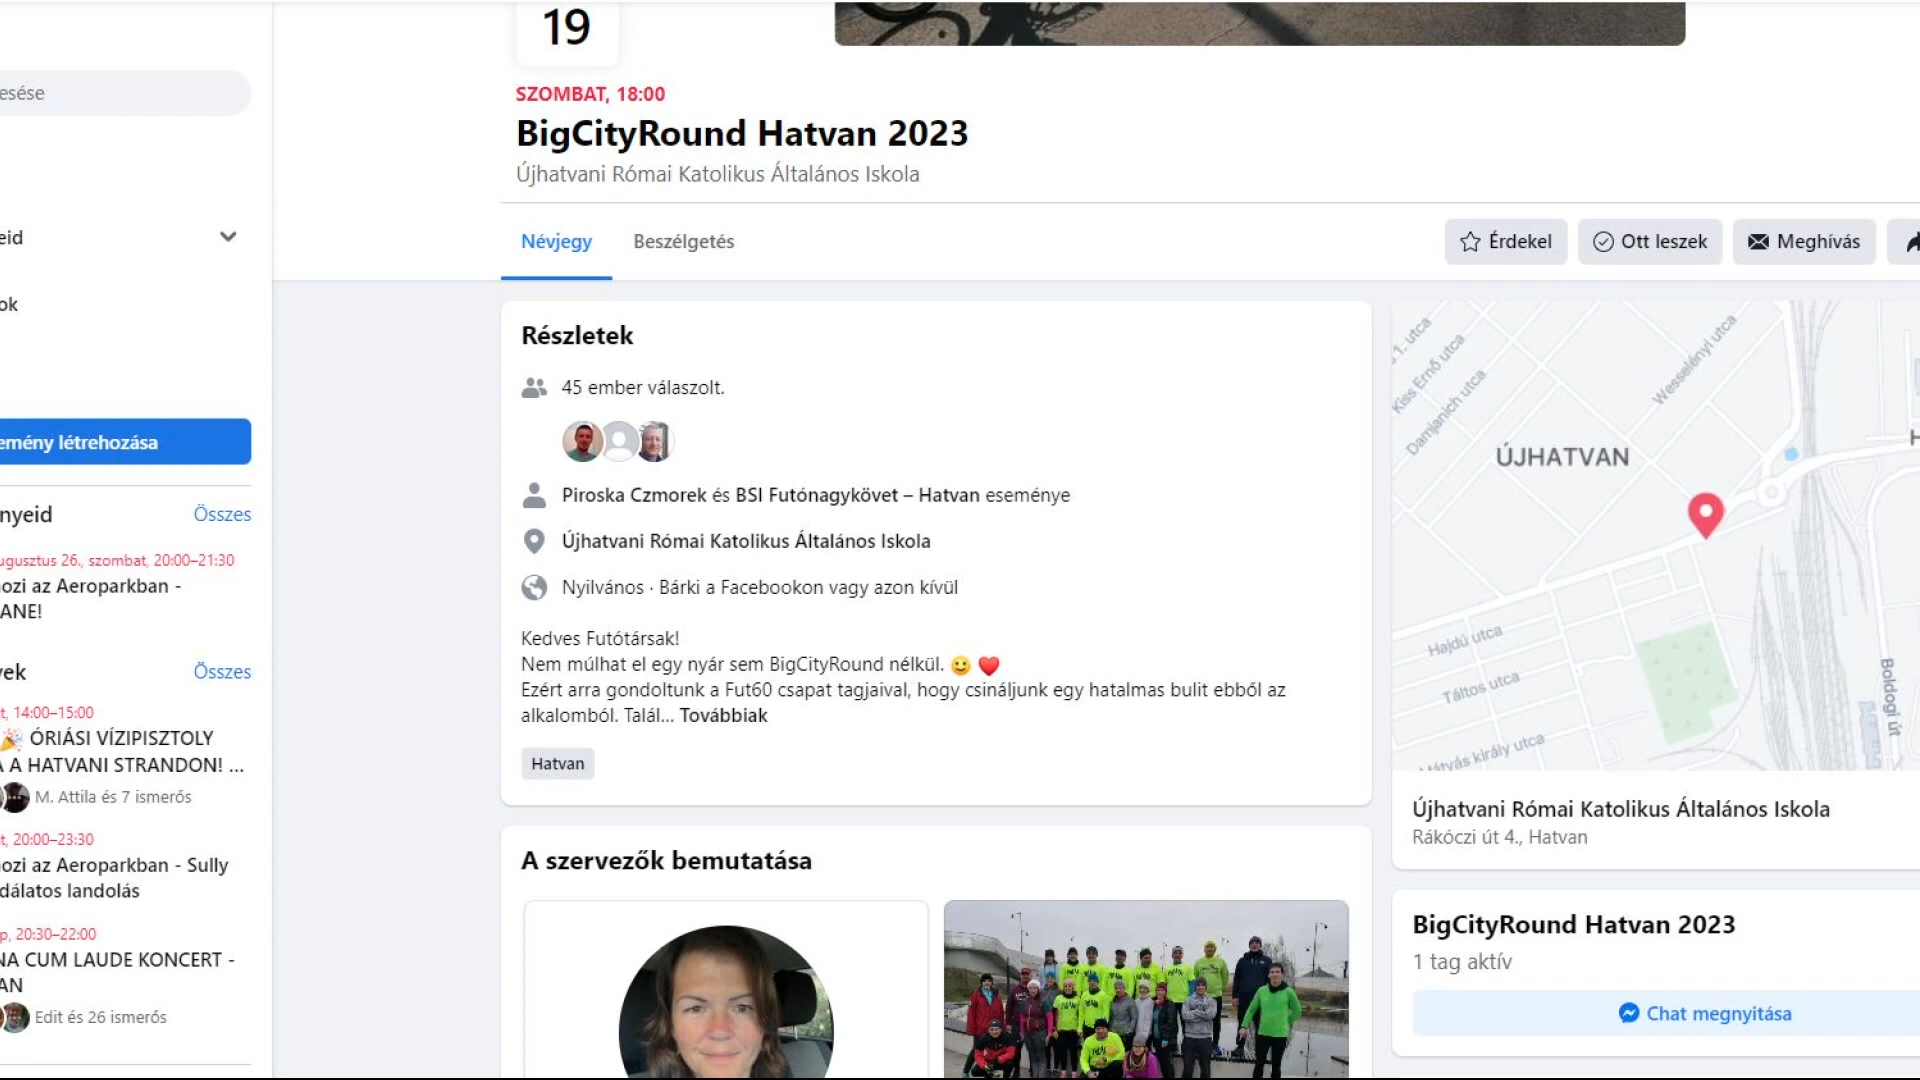 19
esése
SZOMBAT, 18:00
BigCityRound Hatvan 2023
Újhatvani Római Katolikus Általános Iskola
eid
Névjegy
Beszélgetés
Érdekel
Ott leszek
Meghívás
ok
emény létrehozása
nyeid
Összes
ugusztus 26., szombat, 20:00–21:30
ozi az Aeroparkban -
ANE!
ek
Összes
t, 14:00–15:00
ÓRIÁSI VÍZIPISZTOLY
A A HATVANI STRANDON! ...
M. Attila és 7 ismerős
t, 20:00–23:30
ozi az Aeroparkban - Sully
dálatos landolás
p, 20:30–22:00
NA CUM LAUDE KONCERT -
AN
Edit és 26 ismerős
Részletek
45 ember válaszolt.
Piroska Czmorek és BSI Futónagykövet – Hatvan eseménye
Újhatvani Római Katolikus Általános Iskola
Nyilvános · Bárki a Facebookon vagy azon kívül
Kedves Futótársak!
Nem múlhat el egy nyár sem BigCityRound nélkül. 🙂 ❤️
Ezért arra gondoltunk a Fut60 csapat tagjaival, hogy csináljunk egy hatalmas bulit ebből az
alkalomból. Talál... Továbbiak
Hatvan
A szervezők bemutatása
1. utca
Kiss Ernő utca
Damjanich utca
Wesselényi utca
ÚJHATVAN
H
Hajdú utca
Táltos utca
Mátyás király utca
Boldogi út
Újhatvani Római Katolikus Általános Iskola
Rákóczi út 4., Hatvan
BigCityRound Hatvan 2023
1 tag aktív
Chat megnyitása